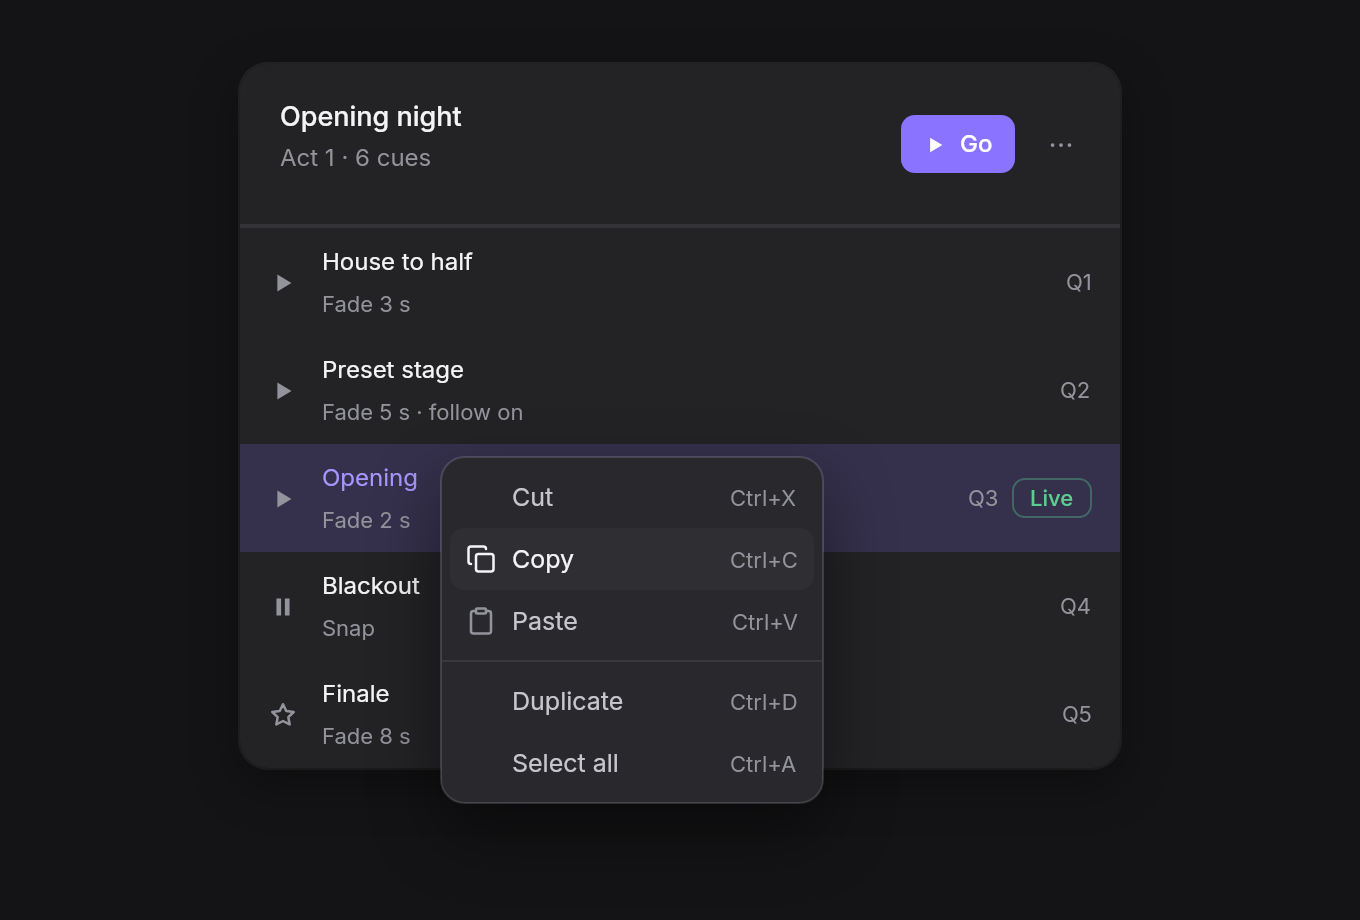 Opening night
Act 1 · 6 cues
Go
House to half
Fade 3 s
Q1
Preset stage
Fade 5 s · follow on
Q2
Opening
Fade 2 s
Q3
Live
Blackout
Snap
Q4
Finale
Fade 8 s
Q5
Cut Ctrl+X
Copy Ctrl+C
Paste Ctrl+V
Duplicate Ctrl+D
Select all Ctrl+A